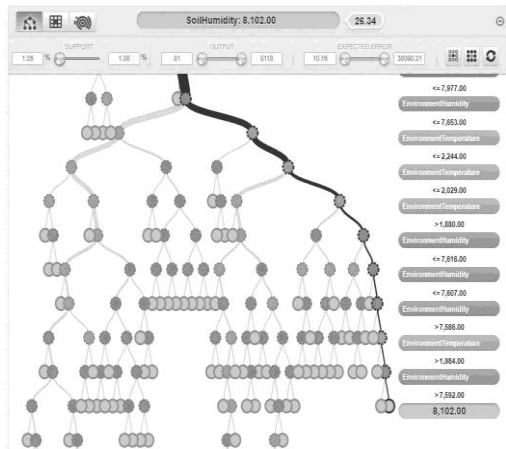 SoilHumidity: 8,102.00
26.34
SUPPORT
OUTPUT
EXPECTED ERROR
1.05
%
1.06
%
81
8118
10.16
38090.31
<= 7,977.00
EnvironmentHumidity
<= 7,653.00
EnvironmentTemperature
<= 2,244.00
EnvironmentTemperature
<= 2,029.00
EnvironmentTemperature
>1,880.00
EnvironmentHumidity
<= 7,616.00
EnvironmentHumidity
<= 7,607.00
EnvironmentHumidity
>7,586.00
EnvironmentTemperature
>1,984.00
EnvironmentHumidity
>7,592.00
8,102.00